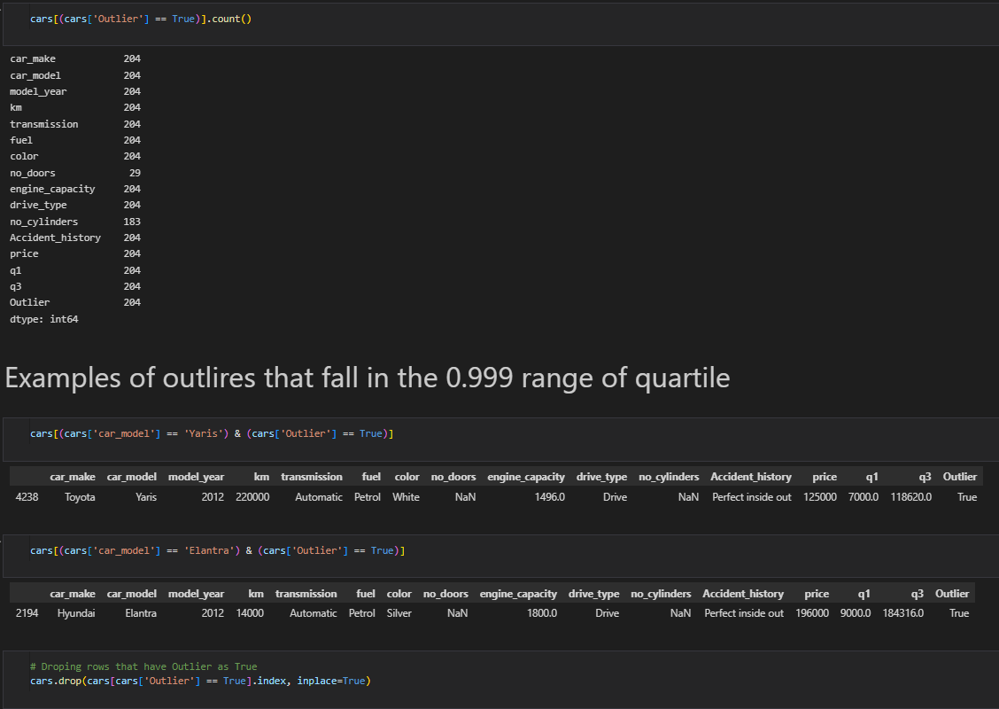 cars[(cars['Outlier'] == True)].count()
car_make 204
car_model 204
model_year 204
km 204
transmission 204
fuel 204
color 204
no_doors 29
engine_capacity 204
drive_type 204
no_cylinders 183
Accident_history 204
price 204
q1 204
q3 204
Outlier 204
dtype: int64
Examples of outlires that fall in the 0.999 range of quartile
cars[(cars['car_model'] == 'Yaris') & (cars['Outlier'] == True)]
car_make car_model model_year km transmission fuel color no_doors engine_capacity drive_type no_cylinders Accident_history price q1 q3 Outlier
4238 Toyota Yaris 2012 220000 Automatic Petrol White NaN 1496.0 Drive NaN Perfect inside out 125000 7000.0 118620.0 True
cars[(cars['car_model'] == 'Elantra') & (cars['Outlier'] == True)]
car_make car_model model_year km transmission fuel color no_doors engine_capacity drive_type no_cylinders Accident_history price q1 q3 Outlier
2194 Hyundai Elantra 2012 14000 Automatic Petrol Silver NaN 1800.0 Drive NaN Perfect inside out 196000 9000.0 184316.0 True
# Droping rows that have Outlier as True
cars.drop(cars[cars['Outlier'] == True].index, inplace=True)